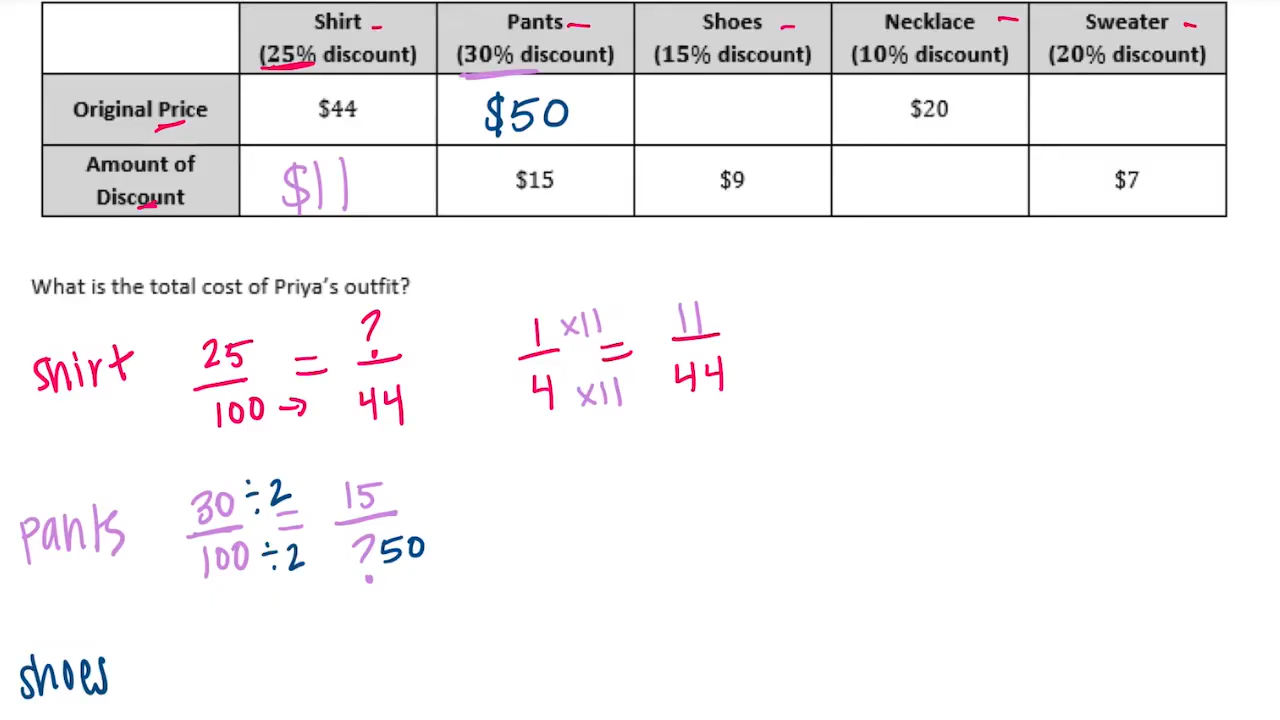 Shirt Pants Shoes Necklace Sweater
(25% discount) (30% discount) (15% discount) (10% discount) (20% discount)
Original Price $44 $50 $20
Amount of
Discount $11 $15 $9 $7
What is the total cost of Priya's outfit?
shirt 25/100 → = ?/44 1/4 ×11 ×11 = 11/44
pants 30/100 ÷2 ÷2 = 15/? 50
shoes